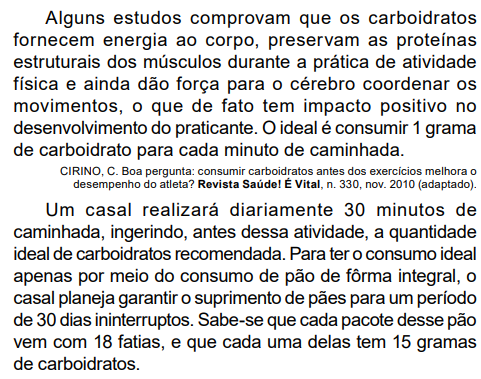 Alguns estudos comprovam que os carboidratos
fornecem energia ao corpo, preservam as proteínas
estruturais dos músculos durante a prática de atividade
física e ainda dão força para o cérebro coordenar os
movimentos, o que de fato tem impacto positivo no
desenvolvimento do praticante. O ideal é consumir 1 grama
de carboidrato para cada minuto de caminhada.
CIRINO, C. Boa pergunta: consumir carboidratos antes dos exercícios melhora o
desempenho do atleta? Revista Saúde! É Vital, n. 330, nov. 2010 (adaptado).
Um casal realizará diariamente 30 minutos de
caminhada, ingerindo, antes dessa atividade, a quantidade
ideal de carboidratos recomendada. Para ter o consumo ideal
apenas por meio do consumo de pão de fôrma integral, o
casal planeja garantir o suprimento de pães para um período
de 30 dias ininterruptos. Sabe-se que cada pacote desse pão
vem com 18 fatias, e que cada uma delas tem 15 gramas
de carboidratos.